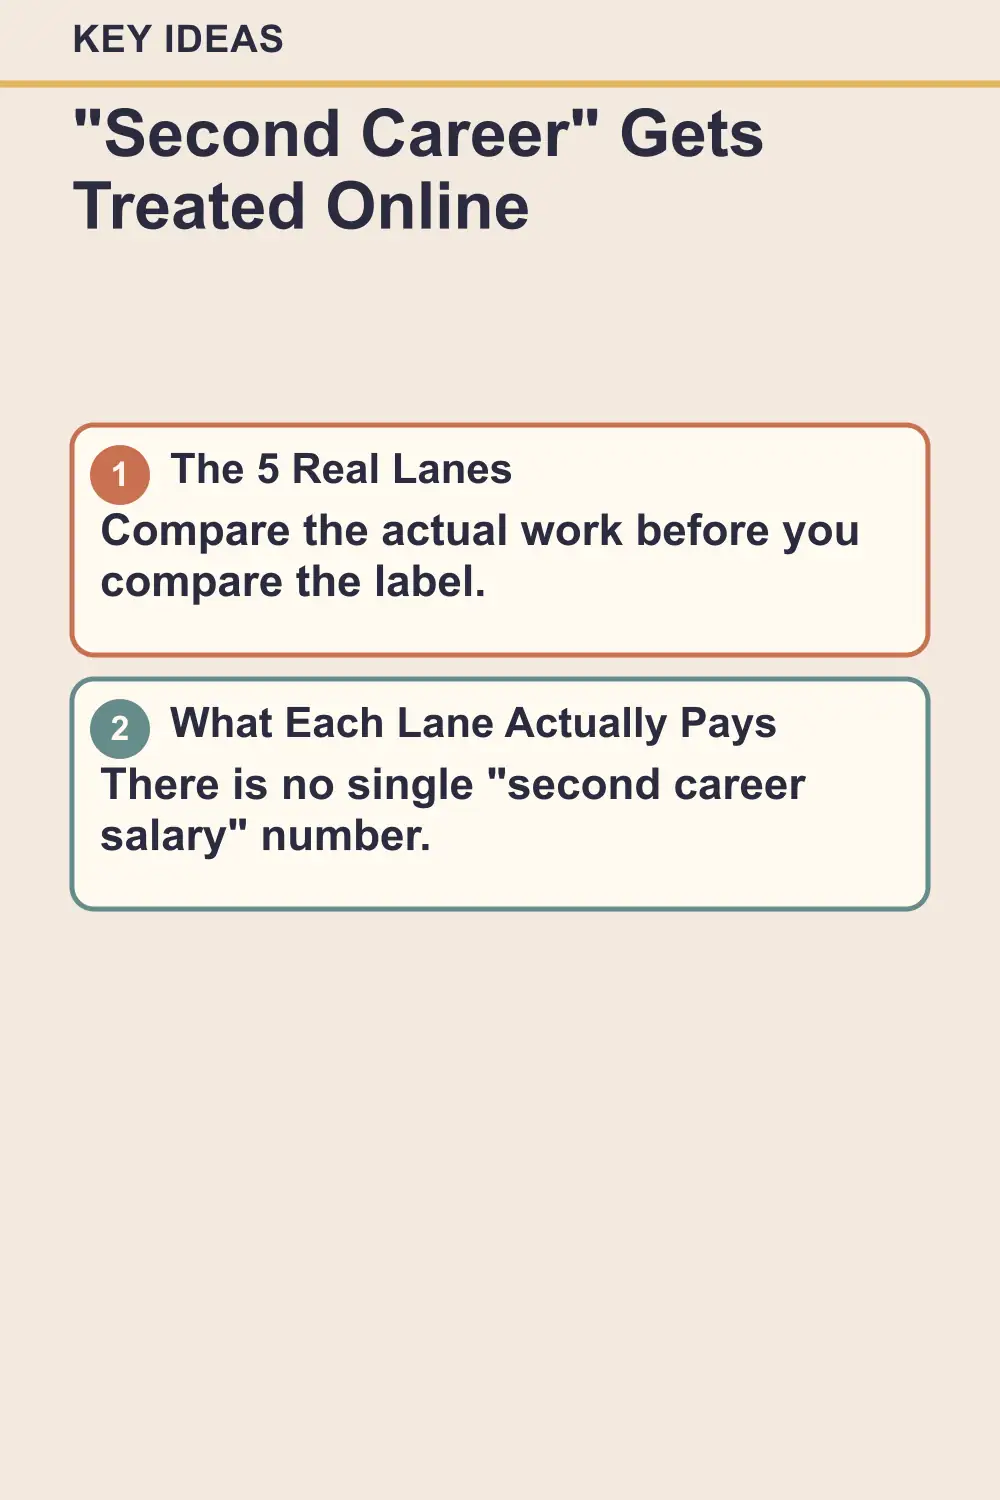 KEY IDEAS
"Second Career" Gets
Treated Online
1 The 5 Real Lanes
Compare the actual work before you
compare the label.
2 What Each Lane Actually Pays
There is no single "second career
salary" number.